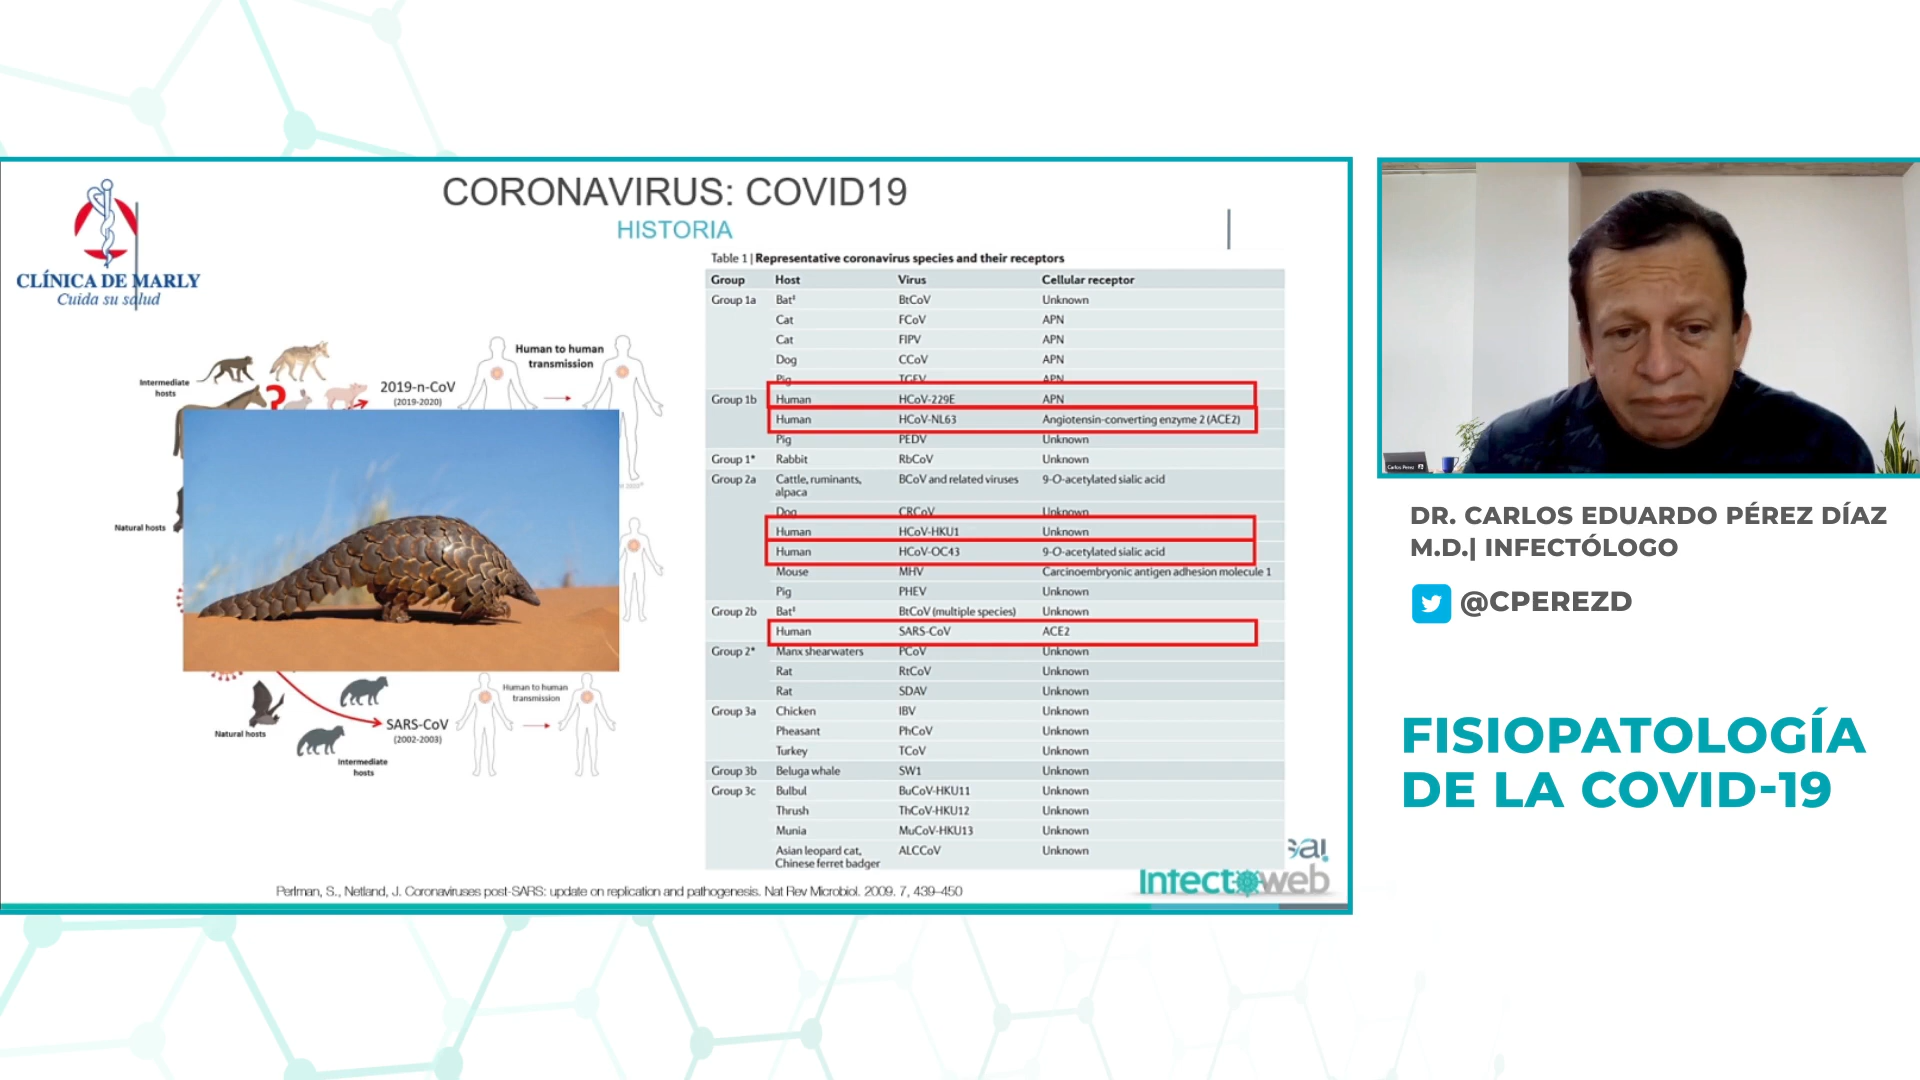 CORONAVIRUS: COVID19
HISTORIA
CLÍNICA DE MARLY
Cuida su salud
Intermediate
hosts
?
2019-n-CoV
(2019-2020)
Human to human
transmission
Natural hosts
Natural hosts
Intermediate
hosts
SARS-CoV
(2002-2003)
Human to human
transmission
Table 1 | Representative coronavirus species and their receptors
Group Host Virus Cellular receptor
Group 1a Bat‡ BtCoV Unknown
Cat FCoV APN
Cat FIPV APN
Dog CCoV APN
Pig TGEV APN
Group 1b Human HCoV-229E APN
Human HCoV-NL63 Angiotensin-converting enzyme 2 (ACE2)
Pig PEDV Unknown
Group 1* Rabbit RbCoV Unknown
Group 2a Cattle, ruminants, BCoV and related viruses 9-O-acetylated sialic acid
alpaca
Dog CRCoV Unknown
Human HCoV-HKU1 Unknown
Human HCoV-OC43 9-O-acetylated sialic acid
Mouse MHV Carcinoembryonic antigen adhesion molecule 1
Pig PHEV Unknown
Group 2b Bat‡ BtCoV (multiple species) Unknown
Human SARS-CoV ACE2
Group 2* Manx shearwaters PCoV Unknown
Rat RtCoV Unknown
Rat SDAV Unknown
Group 3a Chicken IBV Unknown
Pheasant PhCoV Unknown
Turkey TCoV Unknown
Group 3b Beluga whale SW1 Unknown
Group 3c Bulbul BuCoV-HKU11 Unknown
Thrush ThCoV-HKU12 Unknown
Munia MuCoV-HKU13 Unknown
Asian leopard cat, ALCCoV Unknown
Chinese ferret badger
Perlman, S., Netland, J. Coronaviruses post-SARS: update on replication and pathogenesis. Nat Rev Microbiol. 2009. 7, 439–450
Infectoweb
Carlos Perez
DR. CARLOS EDUARDO PÉREZ DÍAZ
M.D.| INFECTÓLOGO
@CPEREZD
FISIOPATOLOGÍA
DE LA COVID-19